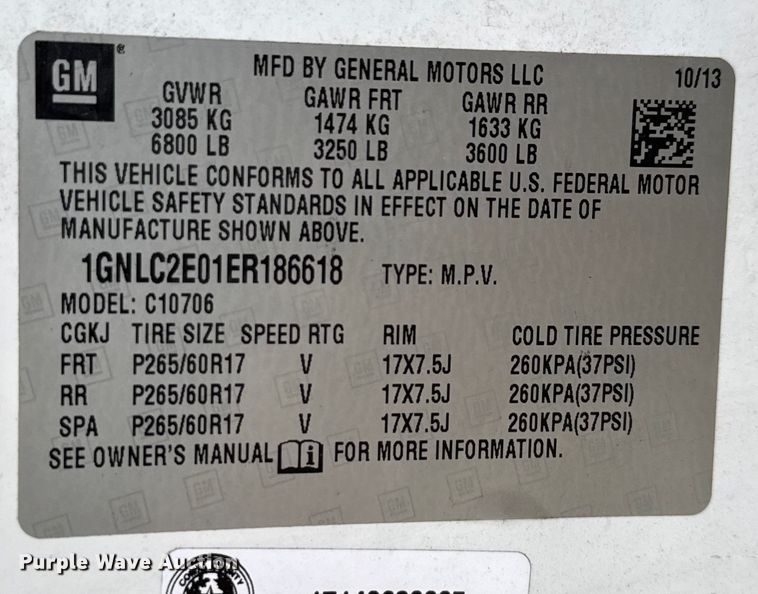 GM ®
MFD BY GENERAL MOTORS LLC 10/13
GVWR GAWR FRT GAWR RR
3085 KG 1474 KG 1633 KG
6800 LB 3250 LB 3600 LB
THIS VEHICLE CONFORMS TO ALL APPLICABLE U.S. FEDERAL MOTOR
VEHICLE SAFETY STANDARDS IN EFFECT ON THE DATE OF
MANUFACTURE SHOWN ABOVE.
1GNLC2E01ER186618 TYPE: M.P.V.
MODEL: C10706
CGKJ TIRE SIZE SPEED RTG RIM COLD TIRE PRESSURE
FRT P265/60R17 V 17X7.5J 260KPA(37PSI)
RR P265/60R17 V 17X7.5J 260KPA(37PSI)
SPA P265/60R17 V 17X7.5J 260KPA(37PSI)
SEE OWNER'S MANUAL i FOR MORE INFORMATION.
Purple Wave Auction